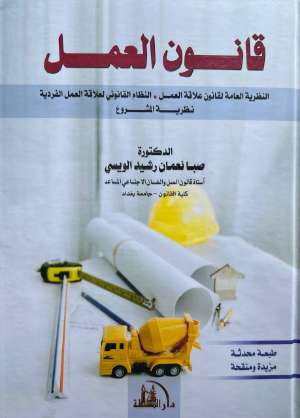 قانون العمل
النظرية العامة لقانون علاقة العمل * النظام القانوني لعلاقة العمل الفردية
نظرية المشروع
الدكتورة
صبا نعمان رشيد الويسي
أستاذة قانون العمل والضمان الاجتماعي المساعد
كلية القانون - جامعة بغداد
طبعة محدثة
مزيدة ومنقحة